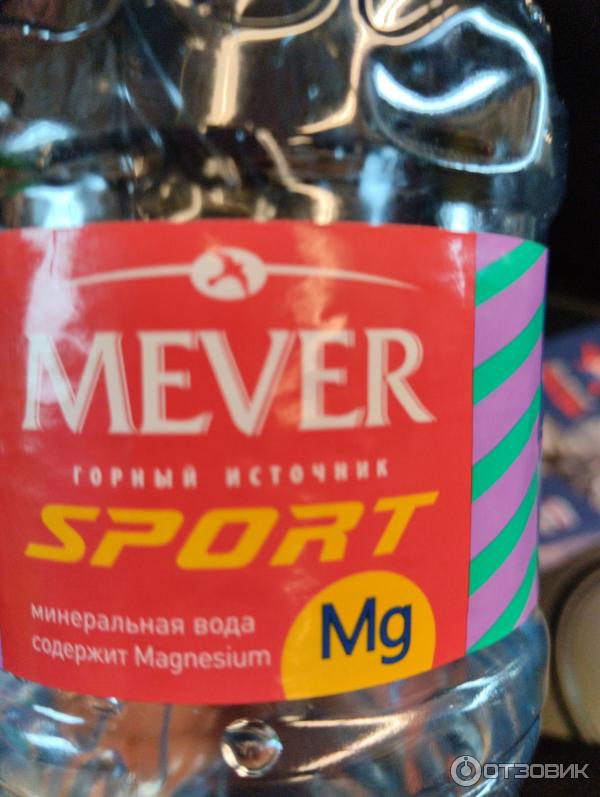 MEVER
ГОРНЫЙ ИСТОЧНИК
SPORT
минеральная вода
содержит Magnesium
Mg
ОТЗОВИК